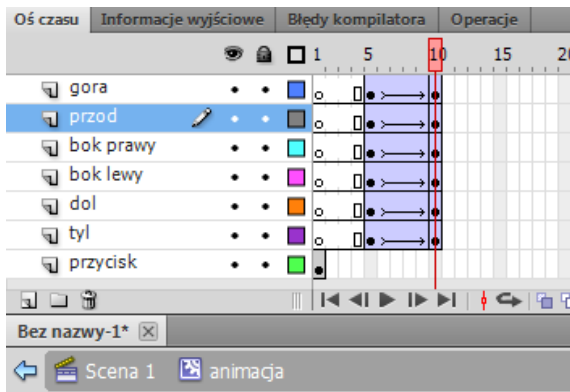 Oś czasu Informacje wyjściowe Błędy kompilatora Operacje
1 5 10 15
gora
przod
bok prawy
bok lewy
dol
tyl
przycisk
Bez nazwy-1*
Scena 1 animacja